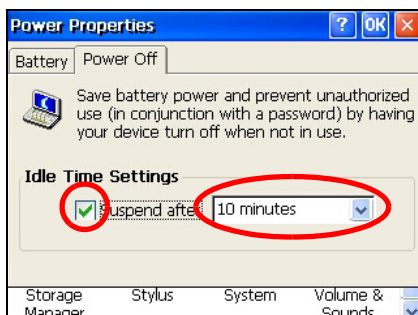 Power Properties ? OK ×
Battery Power Off
Save battery power and prevent unauthorized
use (in conjunction with a password) by having
your device turn off when not in use.
Idle Time Settings
Suspend after 10 minutes
Storage Stylus System Volume &
Manager Sounds